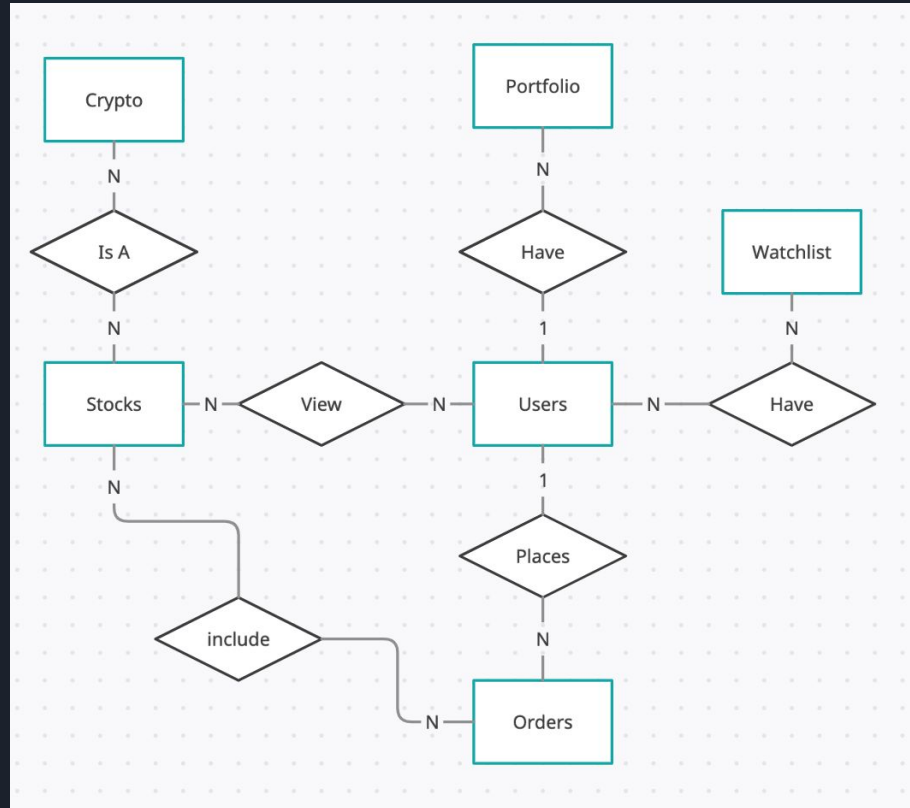 Crypto
Portfolio
N
N
Is A
Have
Watchlist
N
1
N
Stocks
N
View
N
Users
N
Have
N
1
Places
include
N
N
Orders